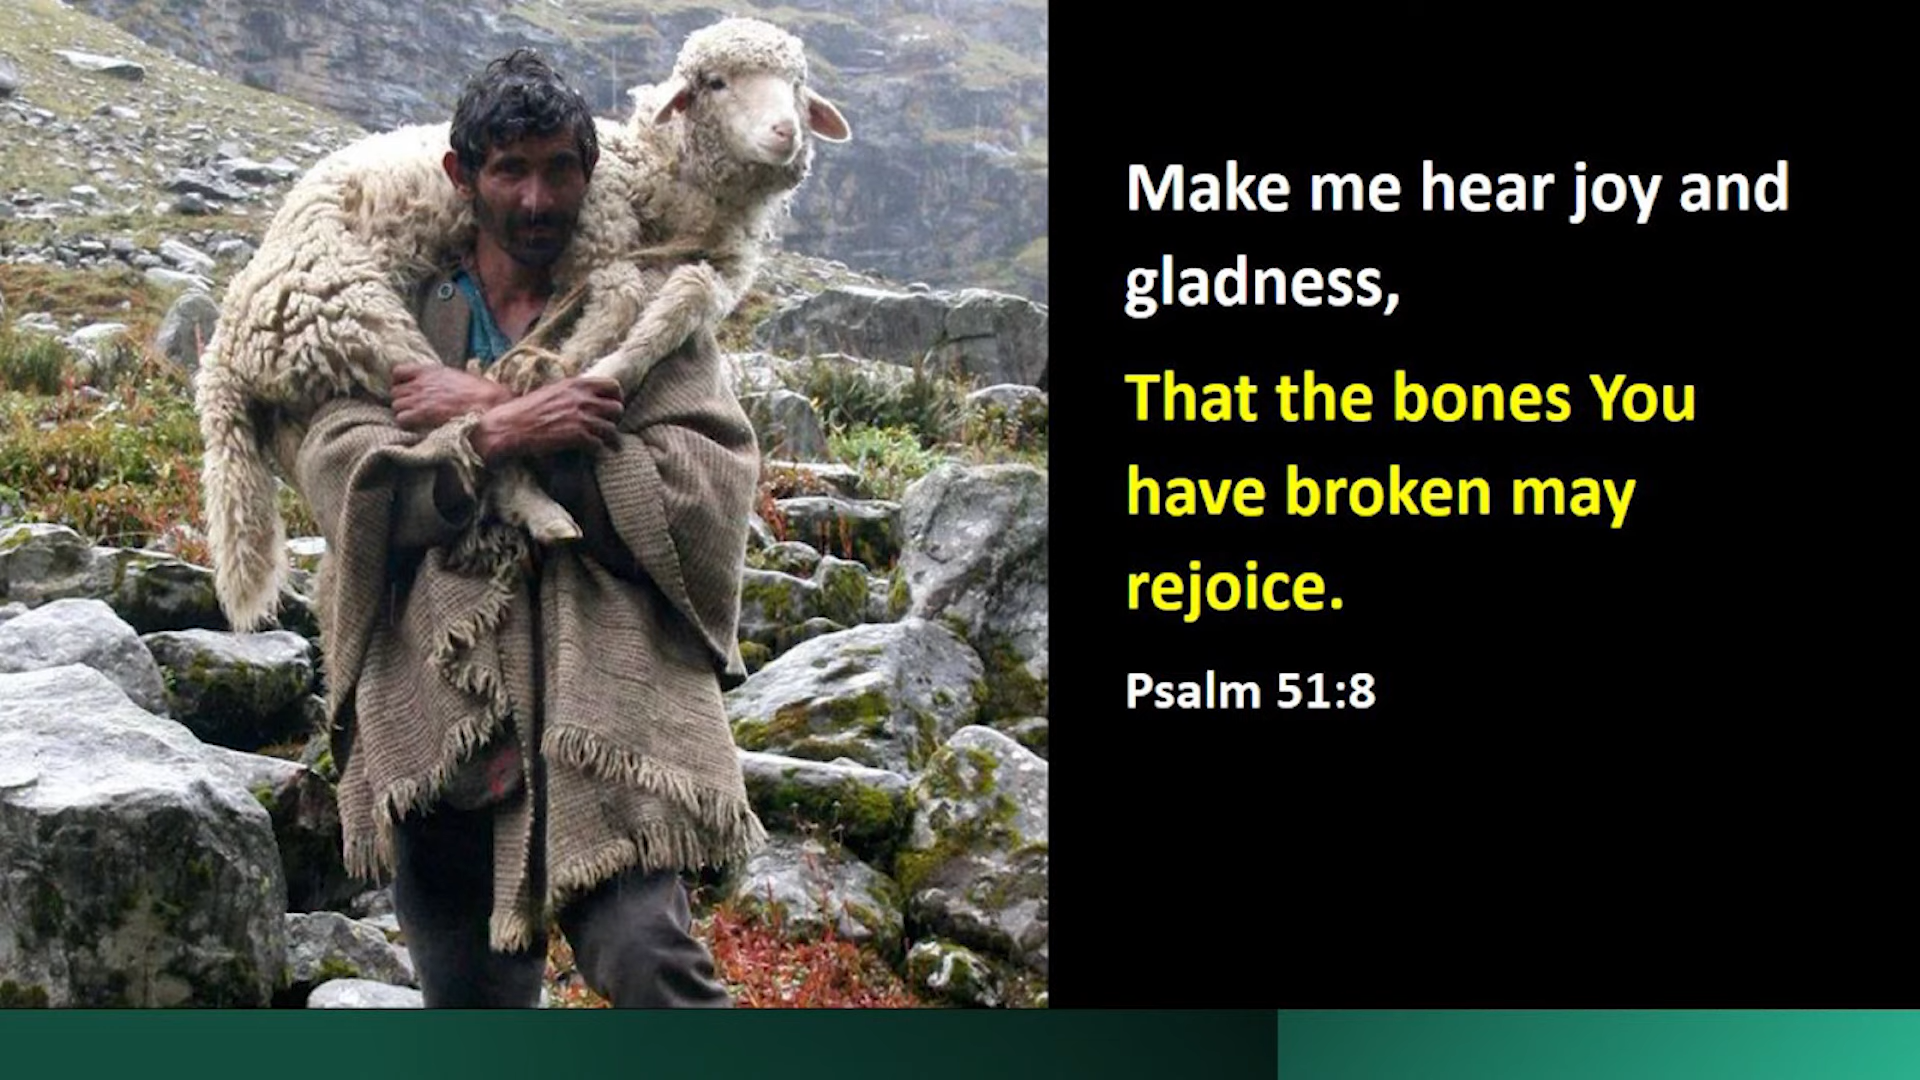 Make me hear joy and
gladness,
That the bones You
have broken may
rejoice.
Psalm 51:8